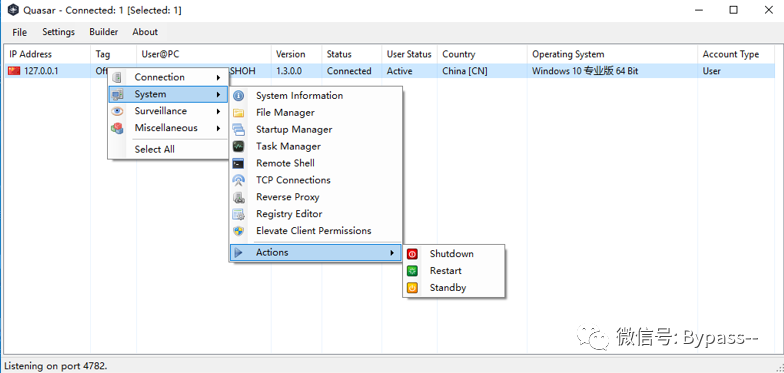 Quasar - Connected: 1 [Selected: 1]
File Settings Builder About
IP Address Tag User@PC Version Status User Status Country Operating System Account Type
127.0.0.1 Off SHOH 1.3.0.0 Connected Active China [CN] Windows 10 专业版 64 Bit User
Connection
System
Surveillance
Miscellaneous
Select All
System Information
File Manager
Startup Manager
Task Manager
Remote Shell
TCP Connections
Reverse Proxy
Registry Editor
Elevate Client Permissions
Actions
Shutdown
Restart
Standby
微信号: Bypass--
Listening on port 4782.